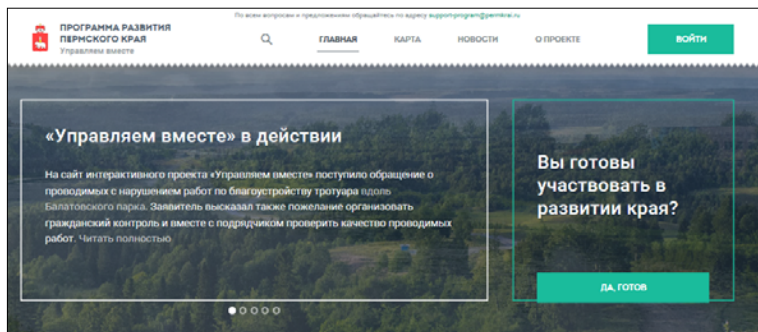 По всем вопросам и предложениям обращайтесь по адресу support-program@permkrai.ru
ПРОГРАММА РАЗВИТИЯ
ПЕРМСКОГО КРАЯ
Управляем вместе
ГЛАВНАЯ
КАРТА
НОВОСТИ
О ПРОЕКТЕ
ВОЙТИ
«Управляем вместе» в действии
На сайт интерактивного проекта «Управляем вместе» поступило обращение о
проводимых с нарушением работ по благоустройству тротуара вдоль
Балатовского парка. Заявитель высказал также пожелание организовать
гражданский контроль и вместе с подрядчиком проверить качество проводимых
работ. Читать полностью
Вы готовы
участвовать в
развитии края?
ДА, ГОТОВ